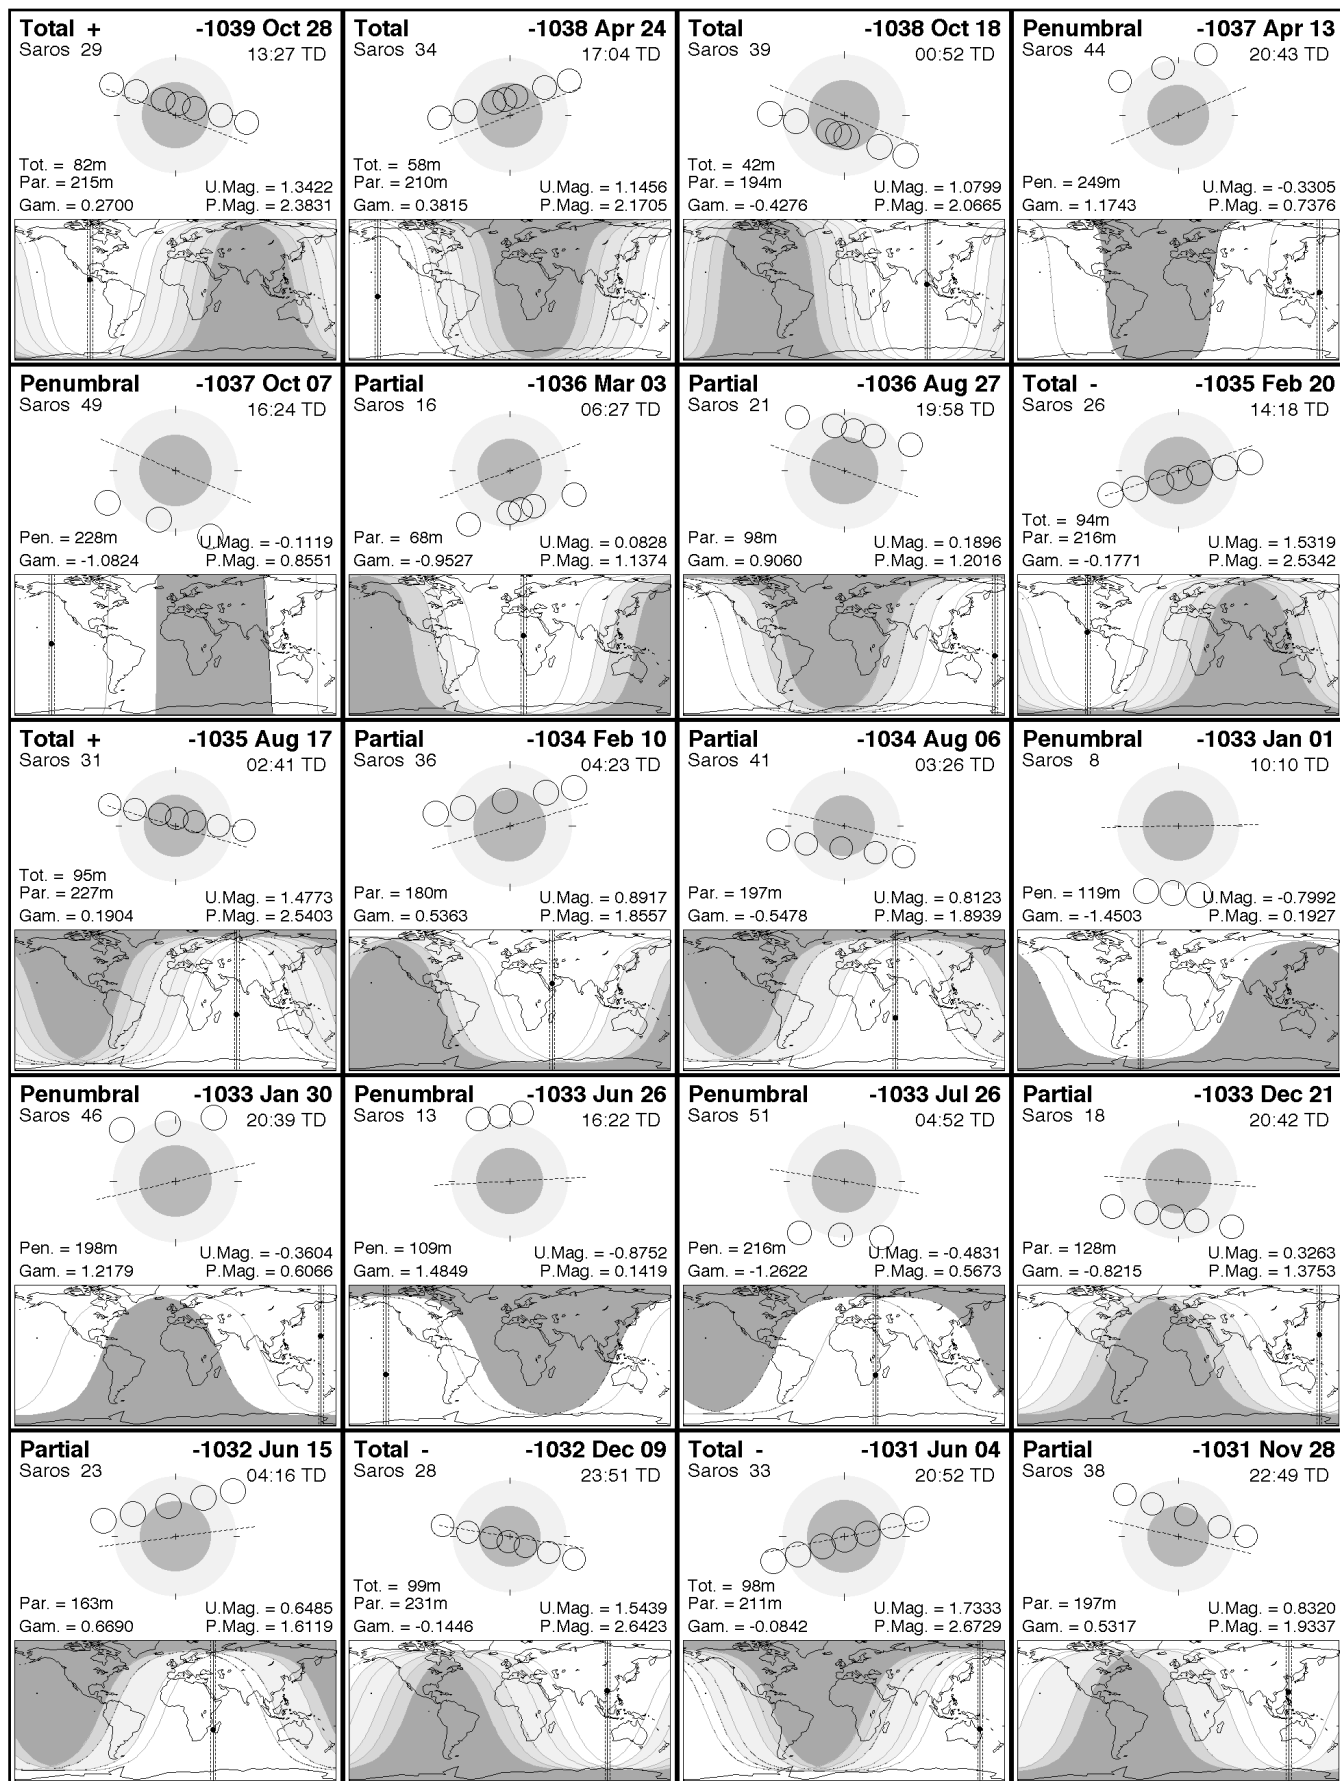 Total + -1039 Oct 28
Saros 29 13:27 TD
Tot. = 82m
Par. = 215m U.Mag. = 1.3422
Gam. = 0.2700 P.Mag. = 2.3831
Total -1038 Apr 24
Saros 34 17:04 TD
Tot. = 58m
Par. = 210m U.Mag. = 1.1456
Gam. = 0.3815 P.Mag. = 2.1705
Total -1038 Oct 18
Saros 39 00:52 TD
Tot. = 42m
Par. = 194m U.Mag. = 1.0799
Gam. = -0.4276 P.Mag. = 2.0665
Penumbral -1037 Apr 13
Saros 44 20:43 TD
Pen. = 249m U.Mag. = -0.3305
Gam. = 1.1743 P.Mag. = 0.7376
Penumbral -1037 Oct 07
Saros 49 16:24 TD
Pen. = 228m U.Mag. = -0.1119
Gam. = -1.0824 P.Mag. = 0.8551
Partial -1036 Mar 03
Saros 16 06:27 TD
Par. = 68m U.Mag. = 0.0828
Gam. = -0.9527 P.Mag. = 1.1374
Partial -1036 Aug 27
Saros 21 19:58 TD
Par. = 98m U.Mag. = 0.1896
Gam. = 0.9060 P.Mag. = 1.2016
Total - -1035 Feb 20
Saros 26 14:18 TD
Tot. = 94m
Par. = 216m U.Mag. = 1.5319
Gam. = -0.1771 P.Mag. = 2.5342
Total + -1035 Aug 17
Saros 31 02:41 TD
Tot. = 95m
Par. = 227m U.Mag. = 1.4773
Gam. = 0.1904 P.Mag. = 2.5403
Partial -1034 Feb 10
Saros 36 04:23 TD
Par. = 180m U.Mag. = 0.8917
Gam. = 0.5363 P.Mag. = 1.8557
Partial -1034 Aug 06
Saros 41 03:26 TD
Par. = 197m U.Mag. = 0.8123
Gam. = -0.5478 P.Mag. = 1.8939
Penumbral -1033 Jan 01
Saros 8 10:10 TD
Pen. = 119m U.Mag. = -0.7992
Gam. = -1.4503 P.Mag. = 0.1927
Penumbral -1033 Jan 30
Saros 46 20:39 TD
Pen. = 198m U.Mag. = -0.3604
Gam. = 1.2179 P.Mag. = 0.6066
Penumbral -1033 Jun 26
Saros 13 16:22 TD
Pen. = 109m U.Mag. = -0.8752
Gam. = 1.4849 P.Mag. = 0.1419
Penumbral -1033 Jul 26
Saros 51 04:52 TD
Pen. = 216m U.Mag. = -0.4831
Gam. = -1.2622 P.Mag. = 0.5673
Partial -1033 Dec 21
Saros 18 20:42 TD
Par. = 128m U.Mag. = 0.3263
Gam. = -0.8215 P.Mag. = 1.3753
Partial -1032 Jun 15
Saros 23 04:16 TD
Par. = 163m U.Mag. = 0.6485
Gam. = 0.6690 P.Mag. = 1.6119
Total - -1032 Dec 09
Saros 28 23:51 TD
Tot. = 99m
Par. = 231m U.Mag. = 1.5439
Gam. = -0.1446 P.Mag. = 2.6423
Total - -1031 Jun 04
Saros 33 20:52 TD
Tot. = 98m
Par. = 211m U.Mag. = 1.7333
Gam. = -0.0842 P.Mag. = 2.6729
Partial -1031 Nov 28
Saros 38 22:49 TD
Par. = 197m U.Mag. = 0.8320
Gam. = 0.5317 P.Mag. = 1.9337